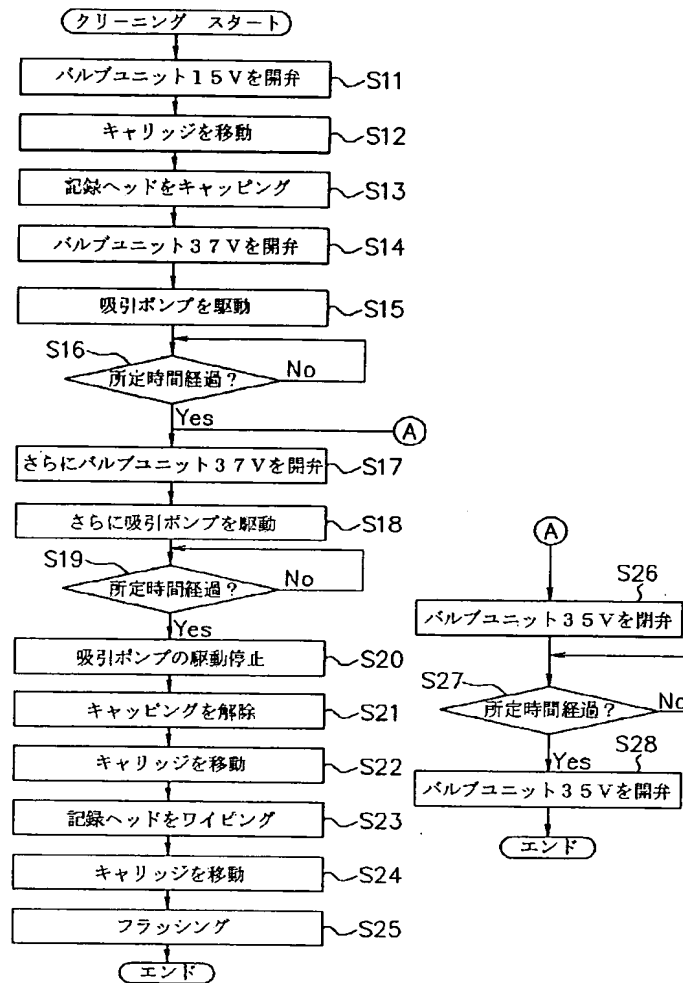 クリーニング スタート
バルブユニット15Vを開弁
S11
キャリッジを移動
S12
記録ヘッドをキャッピング
S13
バルブユニット37Vを開弁
S14
吸引ポンプを駆動
S15
S16
所定時間経過?
No
Yes
A
さらにバルブユニット37Vを開弁
S17
さらに吸引ポンプを駆動
S18
S19
所定時間経過?
No
Yes
吸引ポンプの駆動停止
S20
キャッピングを解除
S21
キャリッジを移動
S22
記録ヘッドをワイピング
S23
キャリッジを移動
S24
フラッシング
S25
エンド
A
S26
バルブユニット35Vを閉弁
S27
所定時間経過?
No
Yes
S28
バルブユニット35Vを開弁
エンド